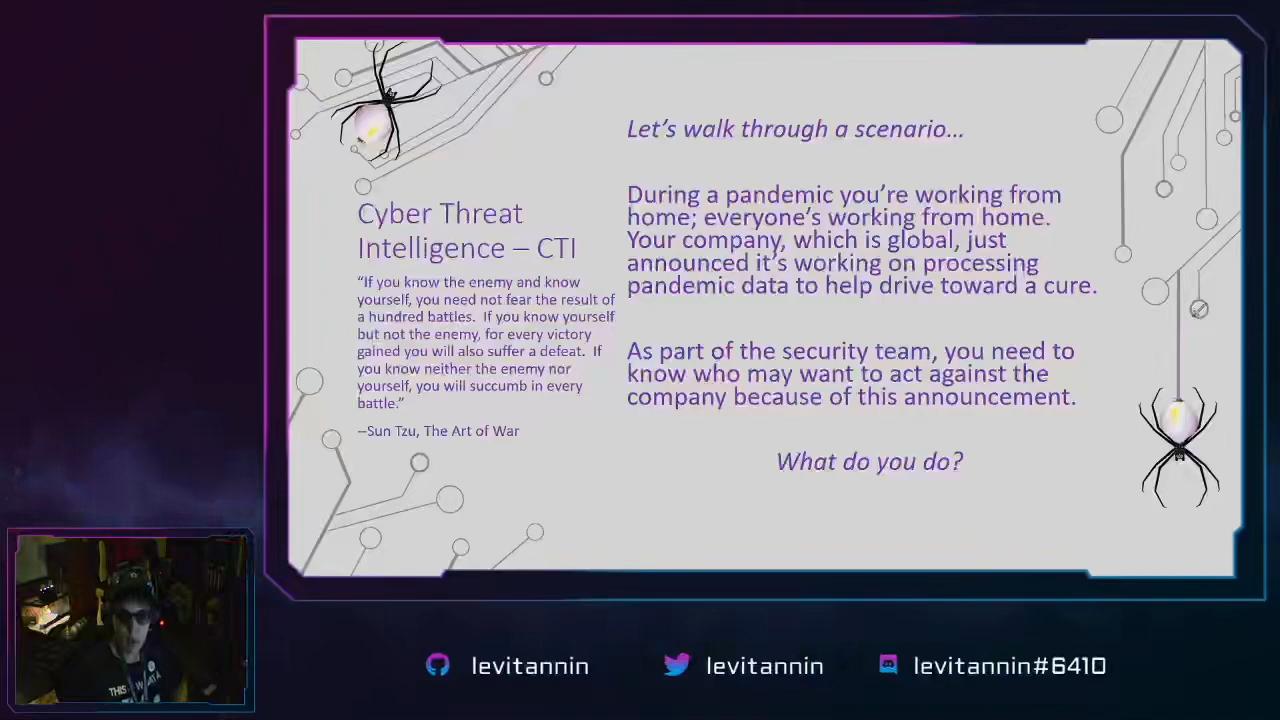 Cyber Threat
Intelligence – CTI
“If you know the enemy and know
yourself, you need not fear the result of
a hundred battles.  If you know yourself
but not the enemy, for every victory
gained you will also suffer a defeat.  If
you know neither the enemy nor
yourself, you will succumb in every
battle.”
–Sun Tzu, The Art of War
Let’s walk through a scenario…
During a pandemic you’re working from
home; everyone’s working from home.
Your company, which is global, just
announced it’s working on processing
pandemic data to help drive toward a cure.
As part of the security team, you need to
know who may want to act against the
company because of this announcement.
What do you do?
THIS
levitannin
levitannin
levitannin#6410